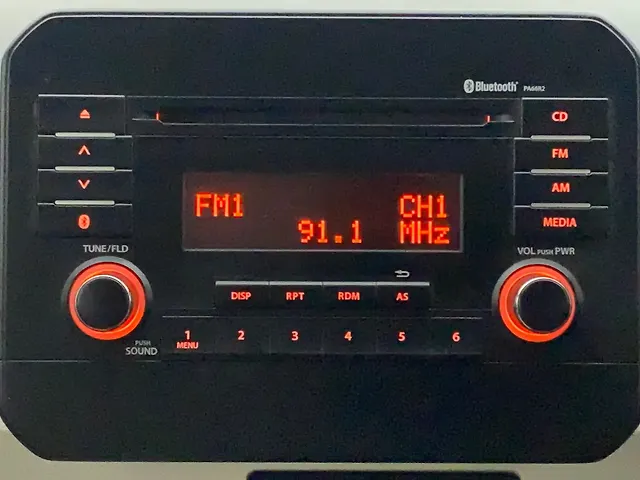 Bluetooth® PA66R2
CD
FM
AM
MEDIA
FM1 CH1
91.1 MHz
TUNE/FLD
VOL PUSH PWR
DISP RPT RDM AS
PUSH
SOUND
1 2 3 4 5 6
MENU